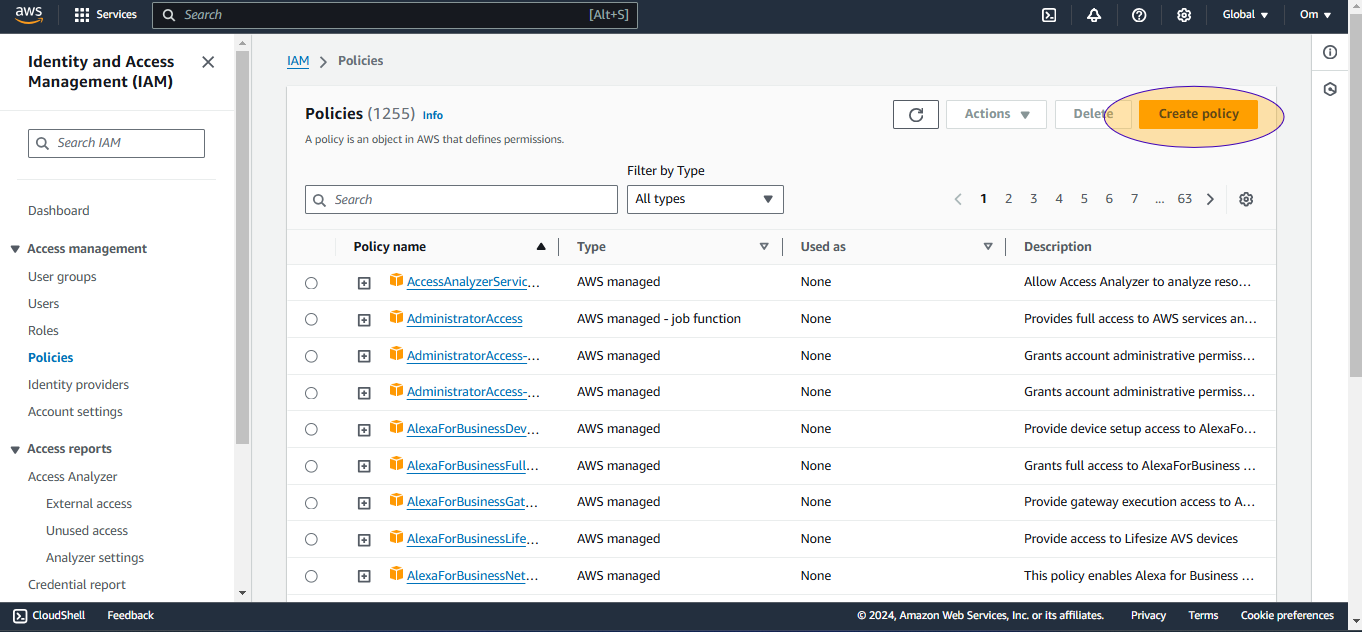 aws Services Search [Alt+S] Global Om
Identity and Access
Management (IAM)
Search IAM
Dashboard
Access management
User groups
Users
Roles
Policies
Identity providers
Account settings
Access reports
Access Analyzer
External access
Unused access
Analyzer settings
Credential report
IAM Policies
Policies (1255) Info
A policy is an object in AWS that defines permissions.
Actions Delete Create policy
Filter by Type
Search All types 1 2 3 4 5 6 7 ... 63
Policy name Type Used as Description
AccessAnalyzerServic... AWS managed None Allow Access Analyzer to analyze reso...
AdministratorAccess AWS managed - job function None Provides full access to AWS services an...
AdministratorAccess-... AWS managed None Grants account administrative permiss...
AdministratorAccess-... AWS managed None Grants account administrative permiss...
AlexaForBusinessDev... AWS managed None Provide device setup access to AlexaFo...
AlexaForBusinessFull... AWS managed None Grants full access to AlexaForBusiness ...
AlexaForBusinessGat... AWS managed None Provide gateway execution access to A...
AlexaForBusinessLife... AWS managed None Provide access to Lifesize AVS devices
AlexaForBusinessNet... AWS managed None This policy enables Alexa for Business ...
CloudShell Feedback © 2024, Amazon Web Services, Inc. or its affiliates. Privacy Terms Cookie preferences